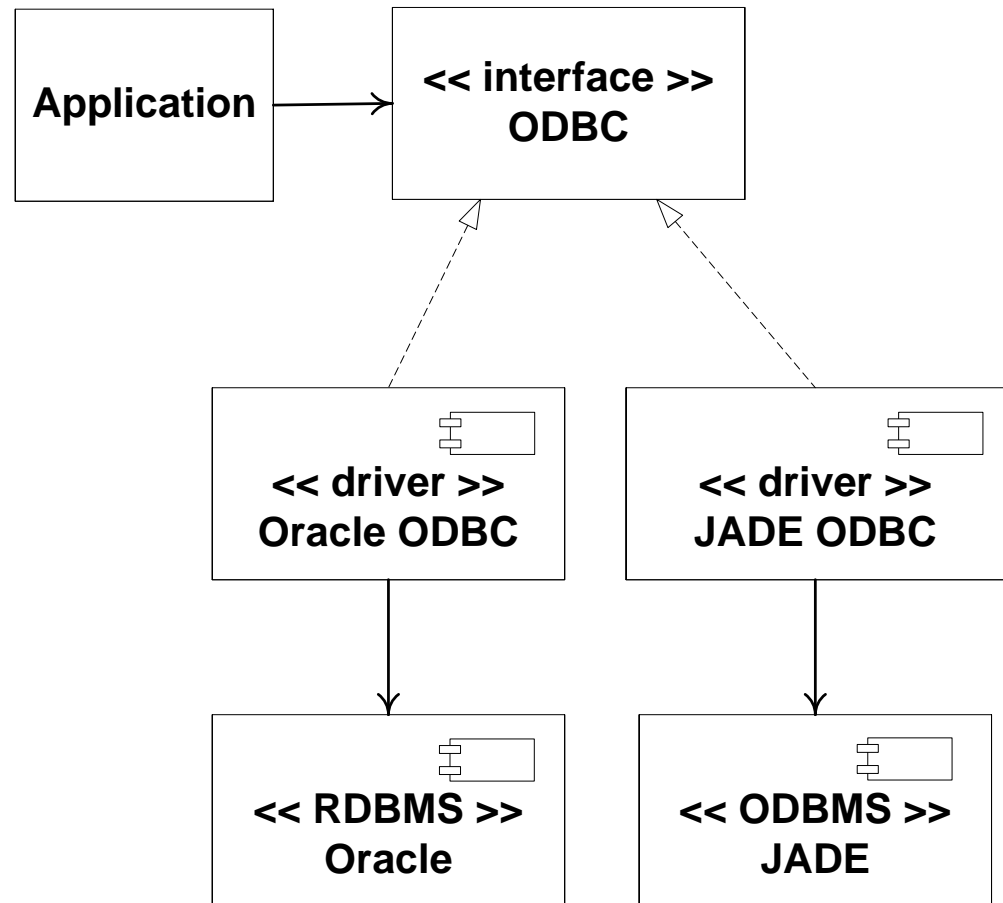 Application
<< interface >>
ODBC
<< driver >>
Oracle ODBC
<< driver >>
JADE ODBC
<< RDBMS >>
Oracle
<< ODBMS >>
JADE